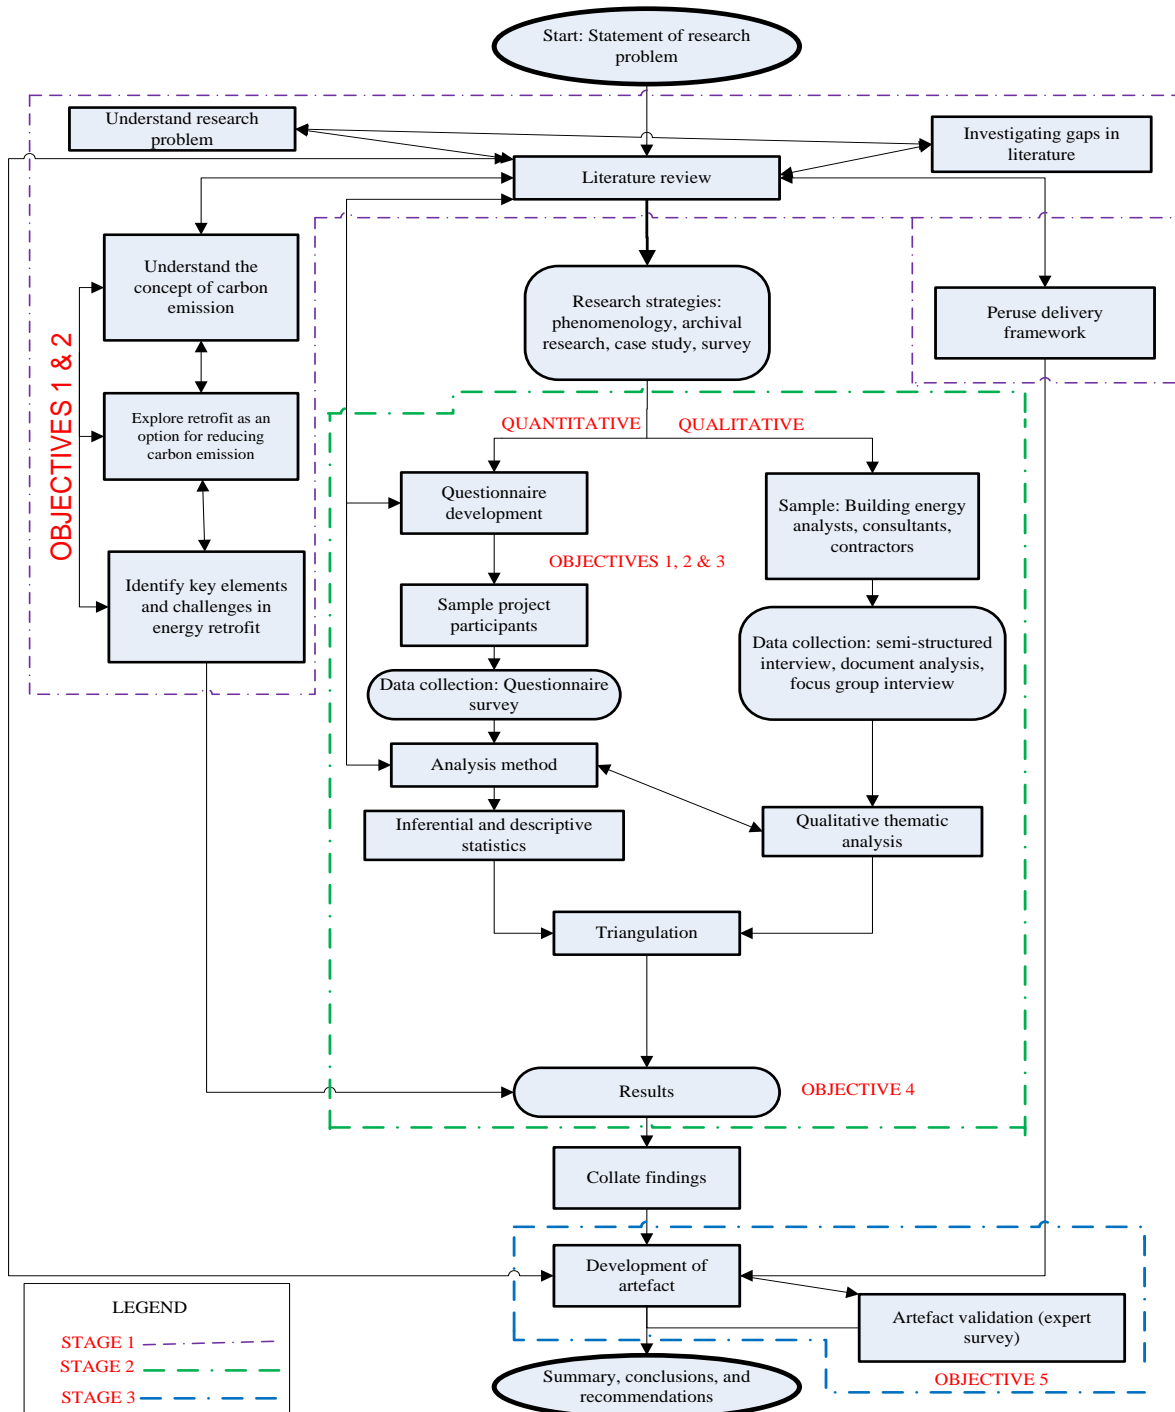 Start: Statement of research
problem
Understand research
problem
Investigating gaps in
literature
Literature review
Understand the
concept of carbon
emission
Research strategies:
phenomenology, archival
research, case study, survey
Peruse delivery
framework
OBJECTIVES 1 & 2
Explore retrofit as an
option for reducing
carbon emission
QUANTITATIVE
QUALITATIVE
Questionnaire
development
Sample: Building energy
analysts, consultants,
contractors
OBJECTIVES 1, 2 & 3
Identify key elements
and challenges in
energy retrofit
Sample project
participants
Data collection: semi-structured
interview, document analysis,
focus group interview
Data collection: Questionnaire
survey
Analysis method
Inferential and descriptive
statistics
Qualitative thematic
analysis
Triangulation
Results
OBJECTIVE 4
Collate findings
Development of
artefact
Artefact validation (expert
survey)
OBJECTIVE 5
Summary, conclusions, and
recommendations
LEGEND
STAGE 1
STAGE 2
STAGE 3